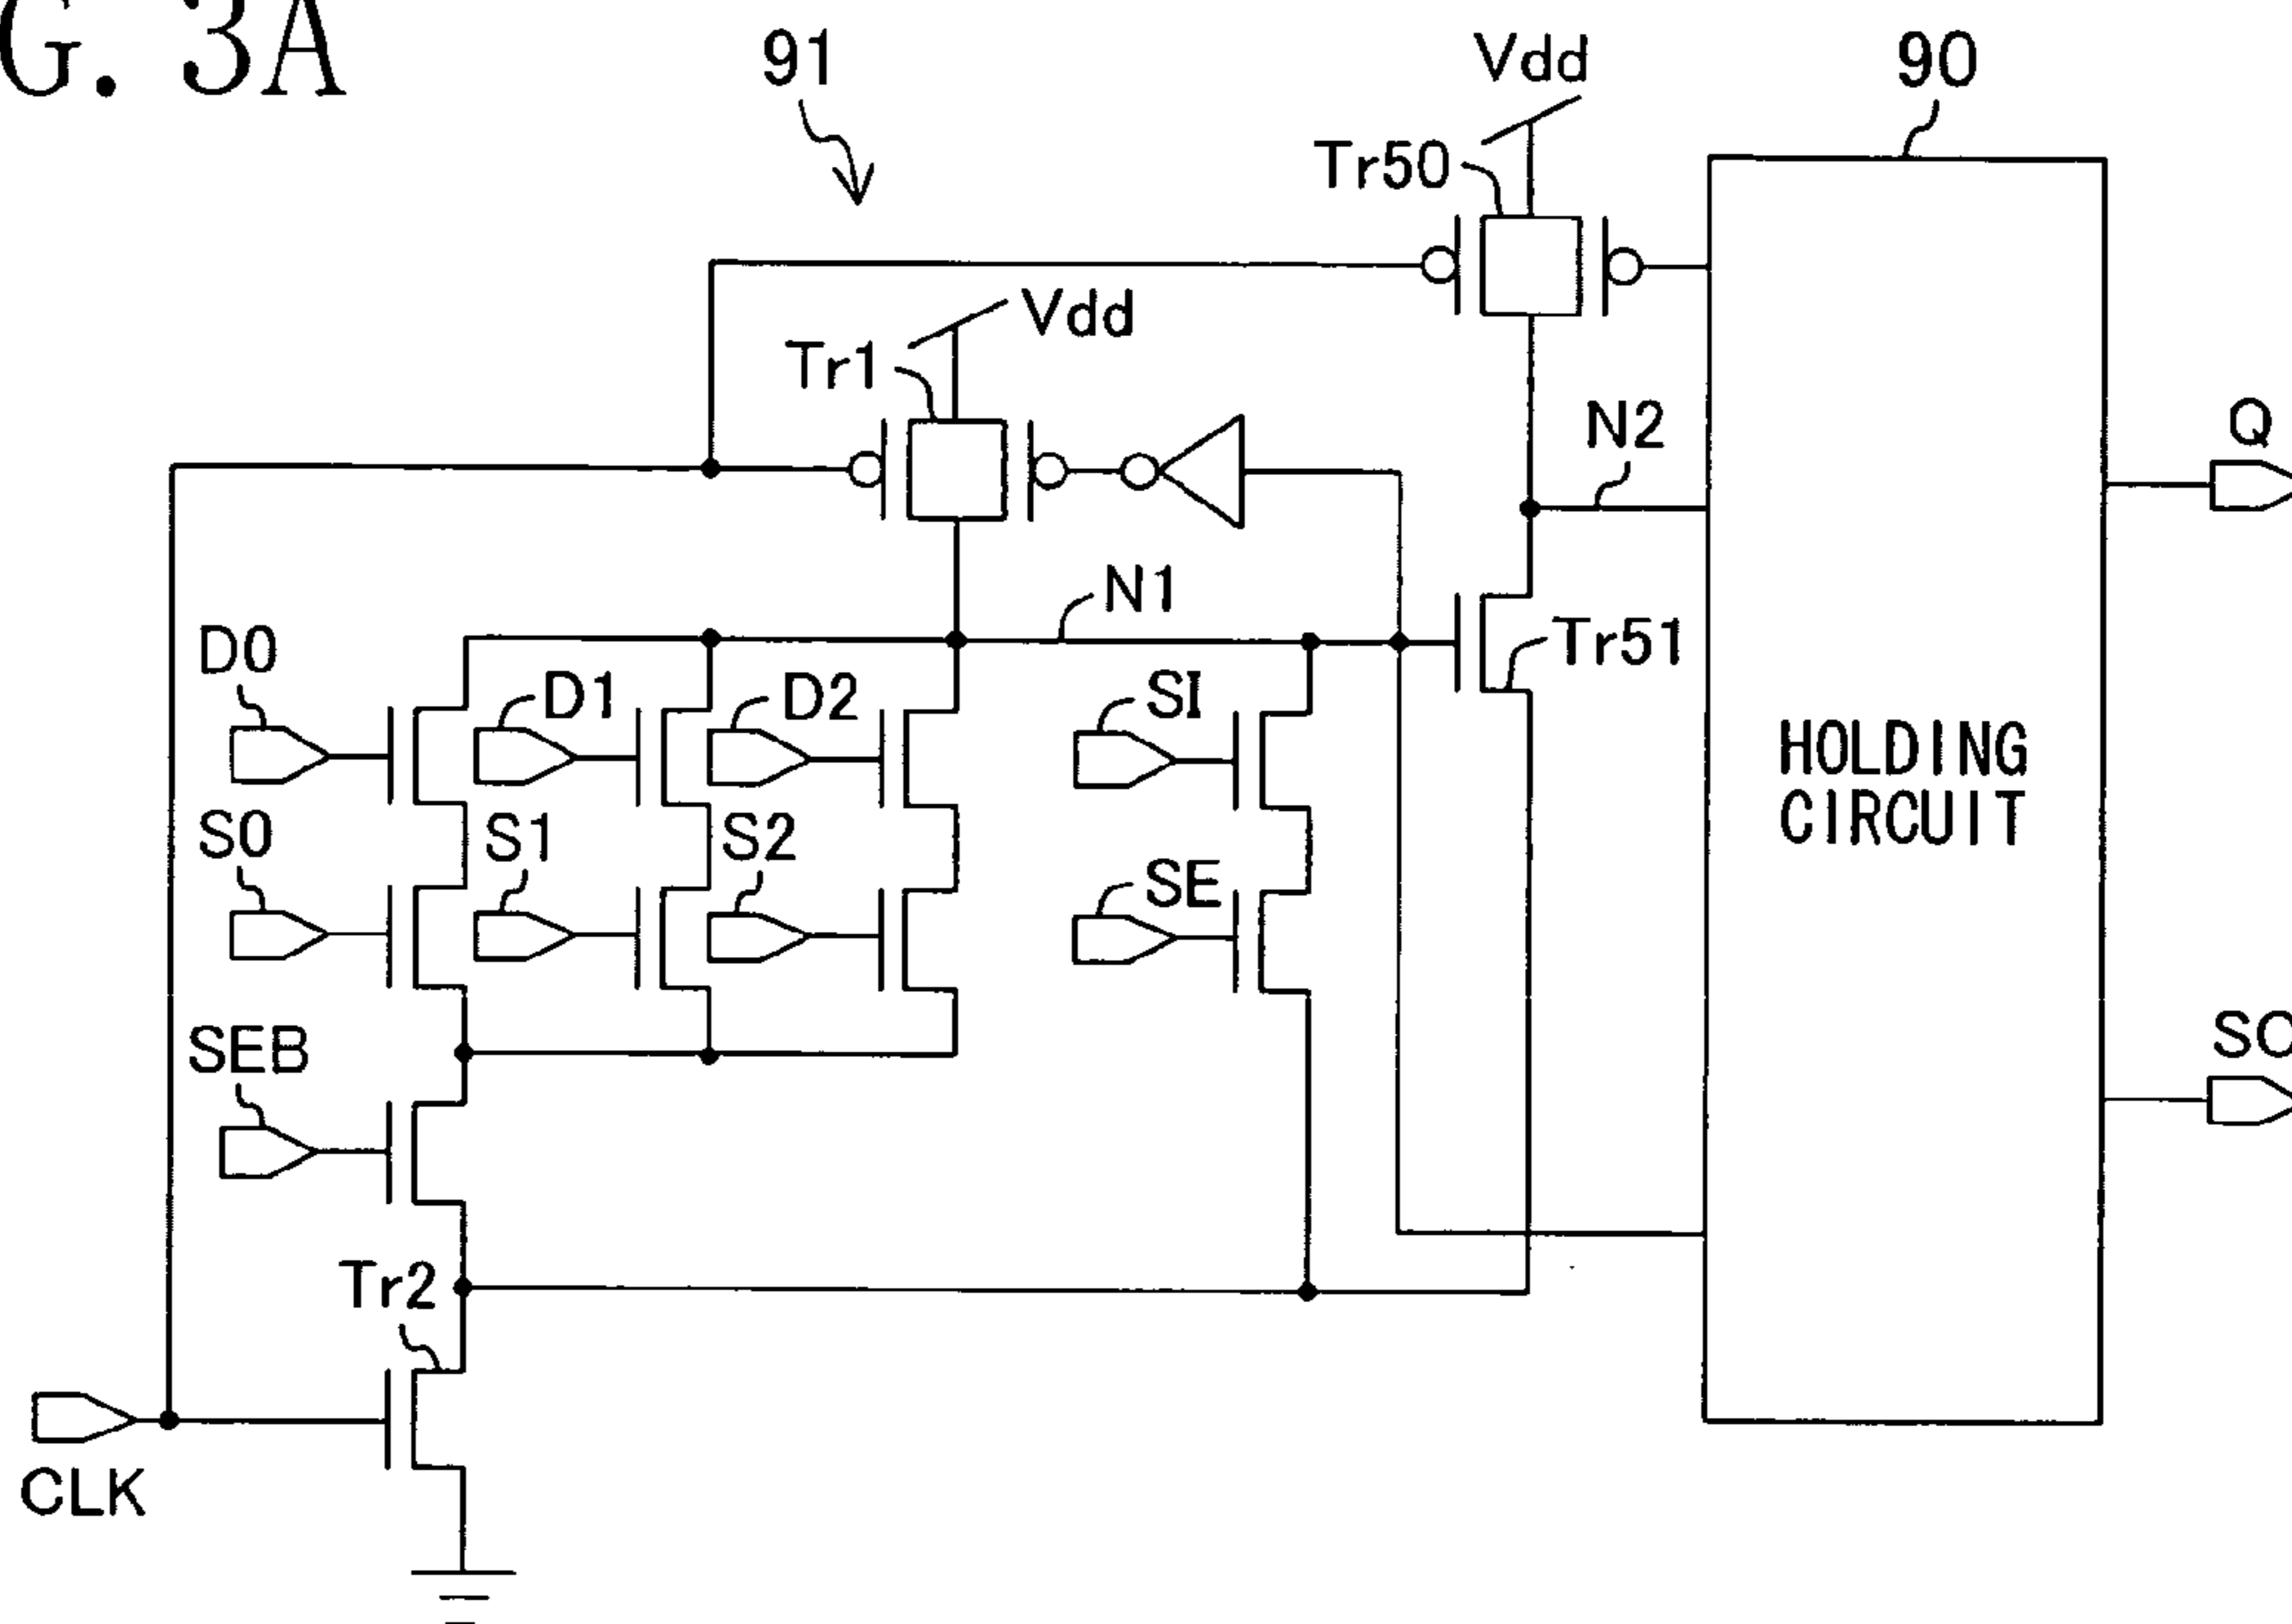 G. 3A
91
Vdd
90
Tr50
Vdd
Tr1
N2
Q
N1
D0
D1
D2
SI
Tr51
HOLDING
CIRCUIT
S0
S1
S2
SE
SEB
SO
Tr2
CLK